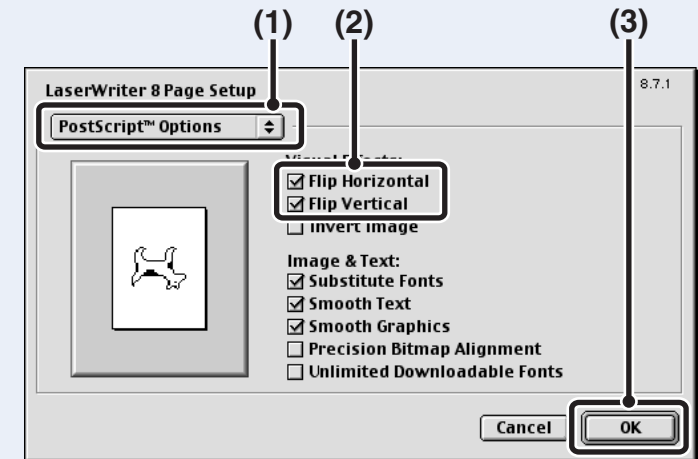 (1) (2) (3)
LaserWriter 8 Page Setup 8.7.1
PostScript™ Options
Flip Horizontal
Flip Vertical
Invert Image
Image & Text:
Substitute Fonts
Smooth Text
Smooth Graphics
Precision Bitmap Alignment
Unlimited Downloadable Fonts
Cancel OK